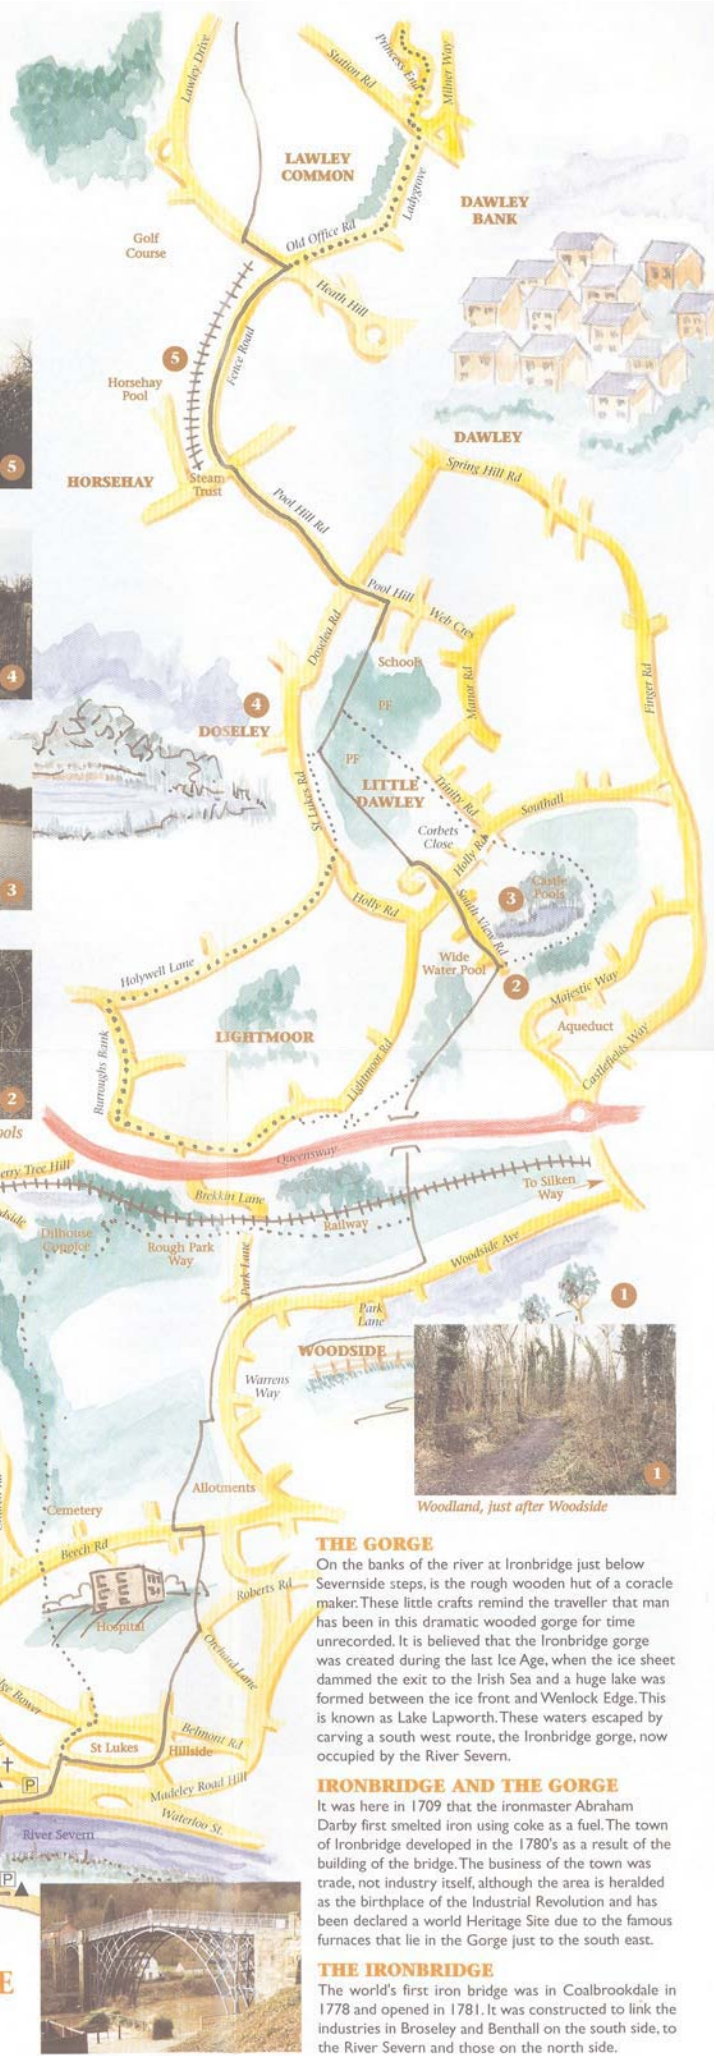 Lawley Drive
Station Rd
Princess End
Milner Way
LAWLEY
COMMON
Ladygrove
DAWLEY
BANK
Golf
Course
Old Office Rd
Heath Hill
5
Fence Road
Horsehay
Pool
5
DAWLEY
HORSEHAY
Steam
Trust
Spring Hill Rd
Pool Hill Rd
Pool Hill
Web Cres
Doseley Rd
Schools
4
Manor Rd
Finger Rd
4
DOSELEY
PF
PF
St Lukes Rd
LITTLE
DAWLEY
Trinity Rd
Southall
Corbets
Close
Holly Rd
3
3
Castle
Pools
Holly Rd
South View Rd
Wide
Water Pool
2
Holywell Lane
Majestic Way
LIGHTMOOR
Aqueduct
Burroughs Bank
Lightmoor Rd
Castlefields Way
2
ools
Queensway
erry Tree Hill
To Silken
Way
Brekkin Lane
dside
Railway
Dilhouse
Coppice
Rough Park
Way
Park Lane
Woodside Ave
1
Park
Lane
WOODSIDE
Warrens
Way
1
Allotments
Woodland, just after Woodside
Cemetery
Beech Rd
Roberts Rd
Hospital
Orchard Lane
dge Bower
Belmont Rd
St Lukes
Hillside
P
Madeley Road Hill
Waterloo St.
River Severn
P
E
THE GORGE
On the banks of the river at Ironbridge just below
Severnside steps, is the rough wooden hut of a coracle
maker. These little crafts remind the traveller that man
has been in this dramatic wooded gorge for time
unrecorded. It is believed that the Ironbridge gorge
was created during the last Ice Age, when the ice sheet
dammed the exit to the Irish Sea and a huge lake was
formed between the ice front and Wenlock Edge. This
is known as Lake Lapworth. These waters escaped by
carving a south west route, the Ironbridge gorge, now
occupied by the River Severn.
IRONBRIDGE AND THE GORGE
It was here in 1709 that the ironmaster Abraham
Darby first smelted iron using coke as a fuel. The town
of Ironbridge developed in the 1780's as a result of the
building of the bridge. The business of the town was
trade, not industry itself, although the area is heralded
as the birthplace of the Industrial Revolution and has
been declared a world Heritage Site due to the famous
furnaces that lie in the Gorge just to the south east.
THE IRONBRIDGE
The world's first iron bridge was in Coalbrookdale in
1778 and opened in 1781. It was constructed to link the
industries in Broseley and Benthall on the south side, to
the River Severn and those on the north side.